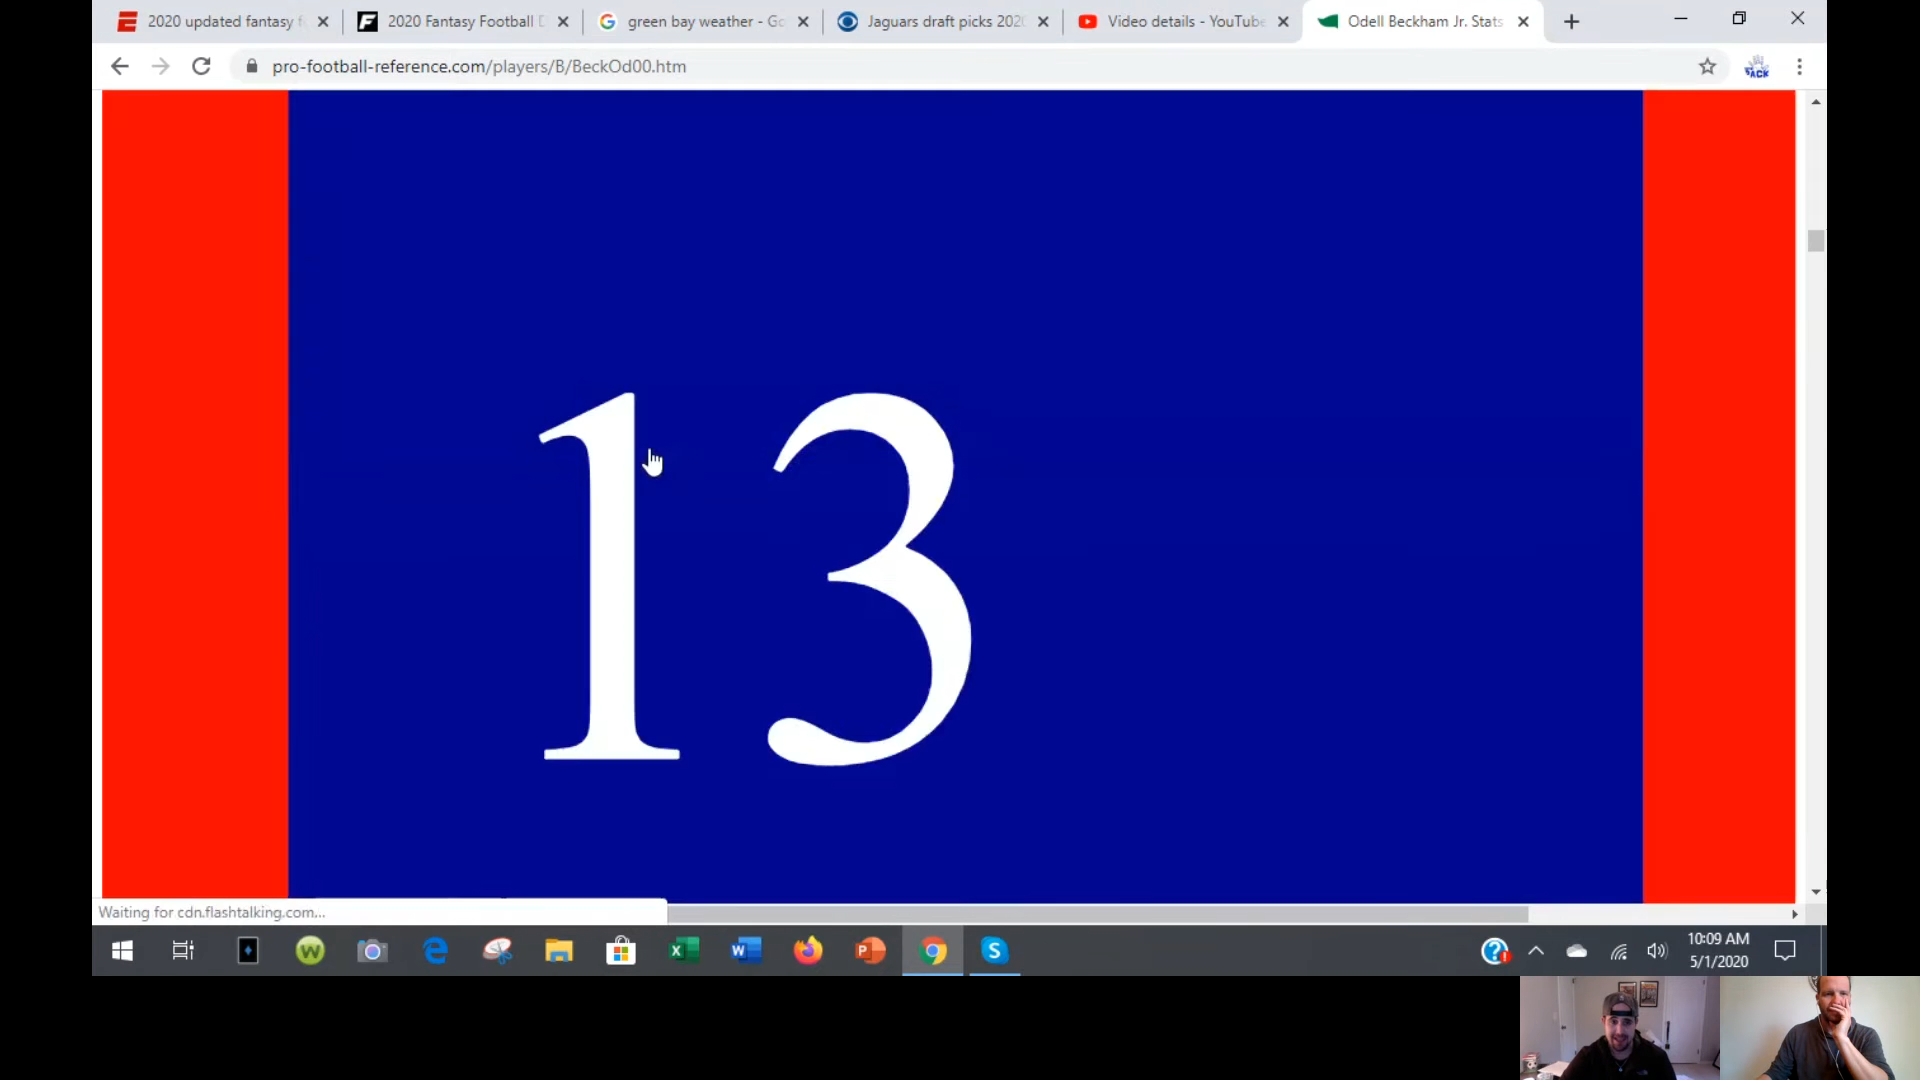 2020 updated fantasy f
2020 Fantasy Football D
green bay weather - Go
Jaguars draft picks 2020
Video details - YouTube
Odell Beckham Jr. Stats
pro-football-reference.com/players/B/BeckOd00.htm
13
Waiting for cdn.flashtalking.com...
10:09 AM
5/1/2020